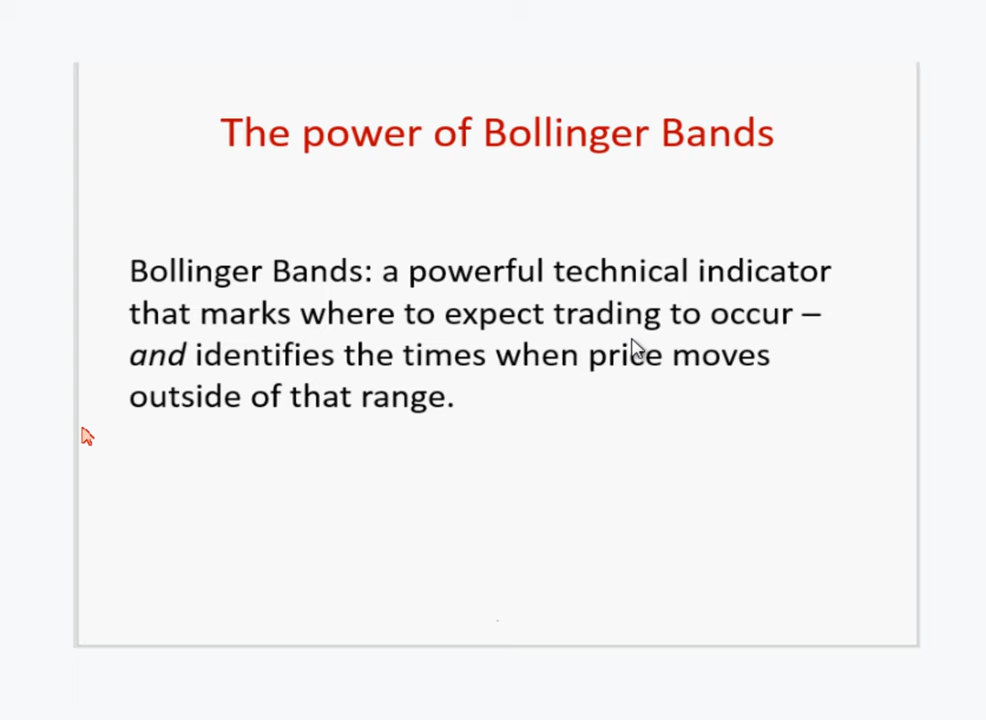 The power of Bollinger Bands
Bollinger Bands: a powerful technical indicator
that marks where to expect trading to occur –
and identifies the times when price moves
outside of that range.